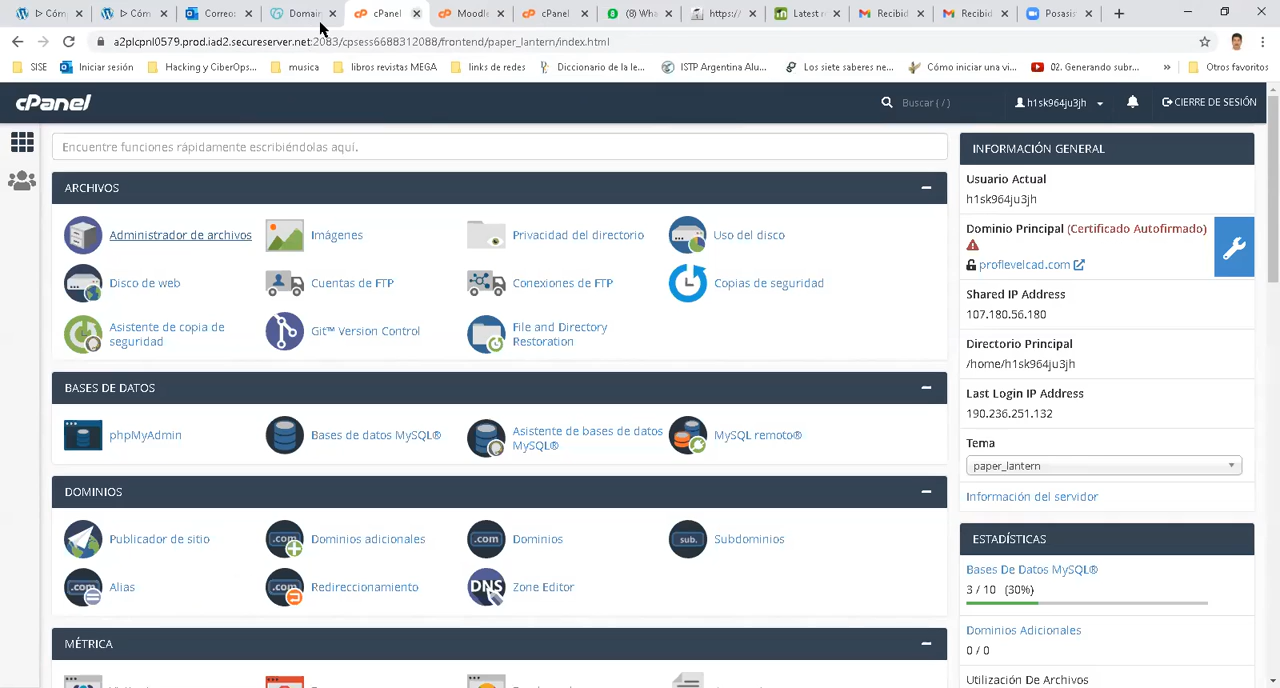 ▷ Cóm
▷ Cóm
Correo:
Domain
cPanel
Moodle
cPanel
(8) Wha
https:/
Latest r
Recibid
Recibid
Posasis
a2plcpnl0579.prod.iad2.secureserver.net:2083/cpsess6688312088/frontend/paper_lantern/index.html
SISE
Iniciar sesión
Hacking y CiberOps...
musica
libros revistas MEGA
links de redes
Diccionario de la le...
ISTP Argentina Alu...
Los siete saberes ne...
Cómo iniciar una vi...
02. Generando subr...
»
Otros favoritos
cPanel
Buscar ( / )
h1sk964ju3jh
CIERRE DE SESIÓN
Encuentre funciones rápidamente escribiéndolas aquí.
ARCHIVOS
Administrador de archivos
Imágenes
Privacidad del directorio
Uso del disco
Disco de web
Cuentas de FTP
Conexiones de FTP
Copias de seguridad
Asistente de copia de
seguridad
Git™ Version Control
File and Directory
Restoration
BASES DE DATOS
phpMyAdmin
Bases de datos MySQL®
Asistente de bases de datos
MySQL®
MySQL remoto®
DOMINIOS
Publicador de sitio
.com
Dominios adicionales
.com
Dominios
sub.
Subdominios
.com
Alias
.com
Redireccionamiento
DNS
Zone Editor
MÉTRICA
INFORMACIÓN GENERAL
Usuario Actual
h1sk964ju3jh
Dominio Principal (Certificado Autofirmado)
proflevelcad.com
Shared IP Address
107.180.56.180
Directorio Principal
/home/h1sk964ju3jh
Last Login IP Address
190.236.251.132
Tema
paper_lantern
Información del servidor
ESTADÍSTICAS
Bases De Datos MySQL®
3 / 10 (30%)
Dominios Adicionales
0 / 0
Utilización De Archivos